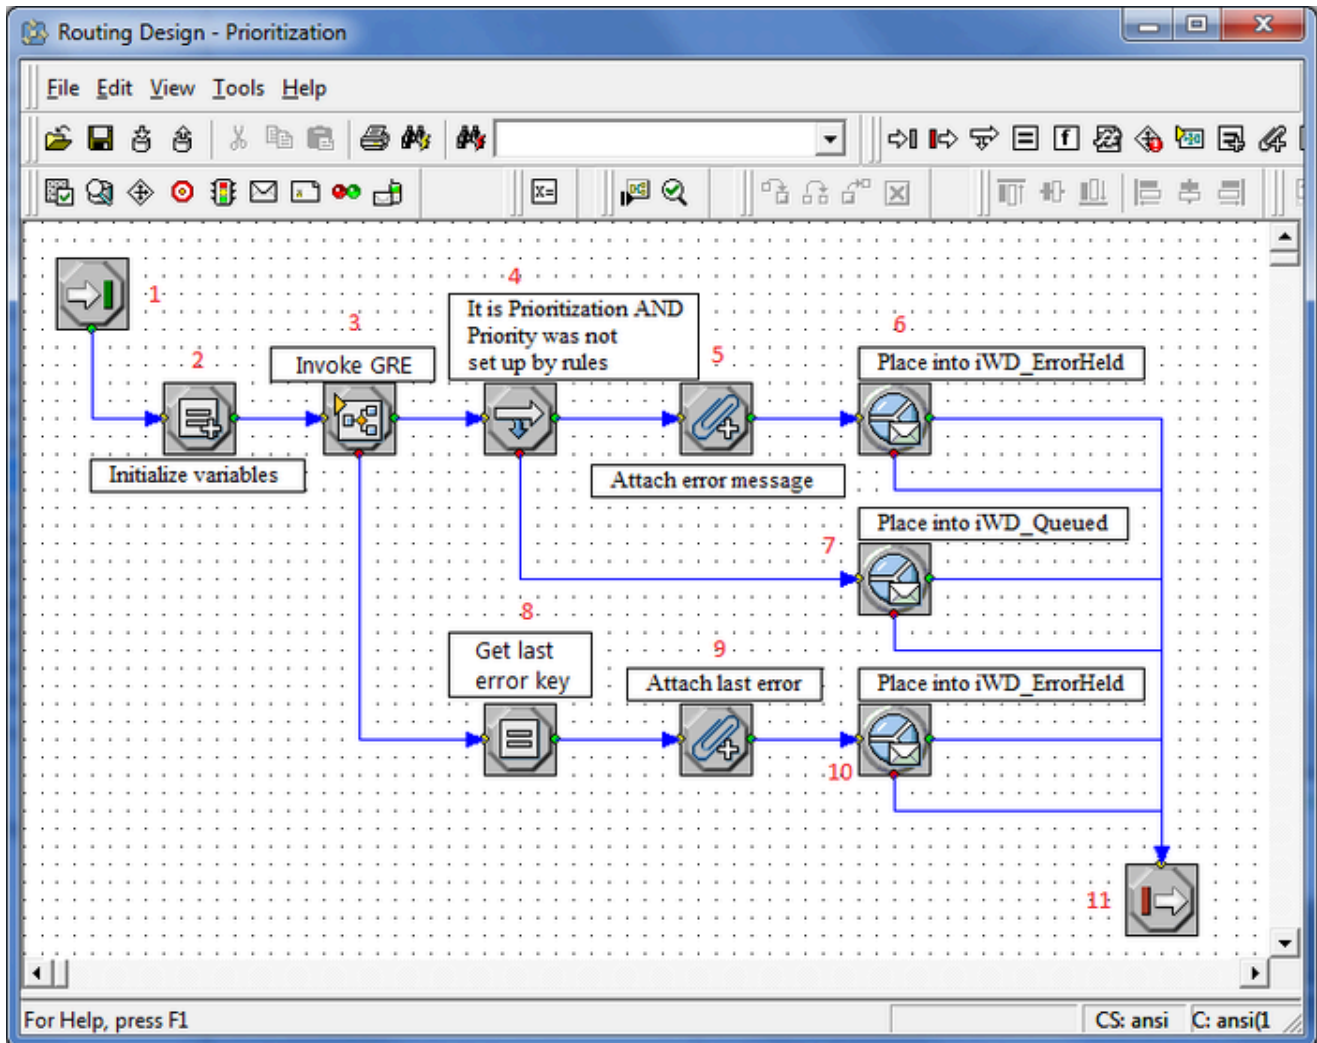 Routing Design - Prioritization
File Edit View Tools Help
1
4
It is Prioritization AND
Priority was not
set up by rules
3
Invoke GRE
2
Initialize variables
5
Attach error message
6
Place into iWD_ErrorHeld
Place into iWD_Queued
7
8
Get last
error key
9
Attach last error
Place into iWD_ErrorHeld
10
11
For Help, press F1
CS: ansi
C: ansi(1